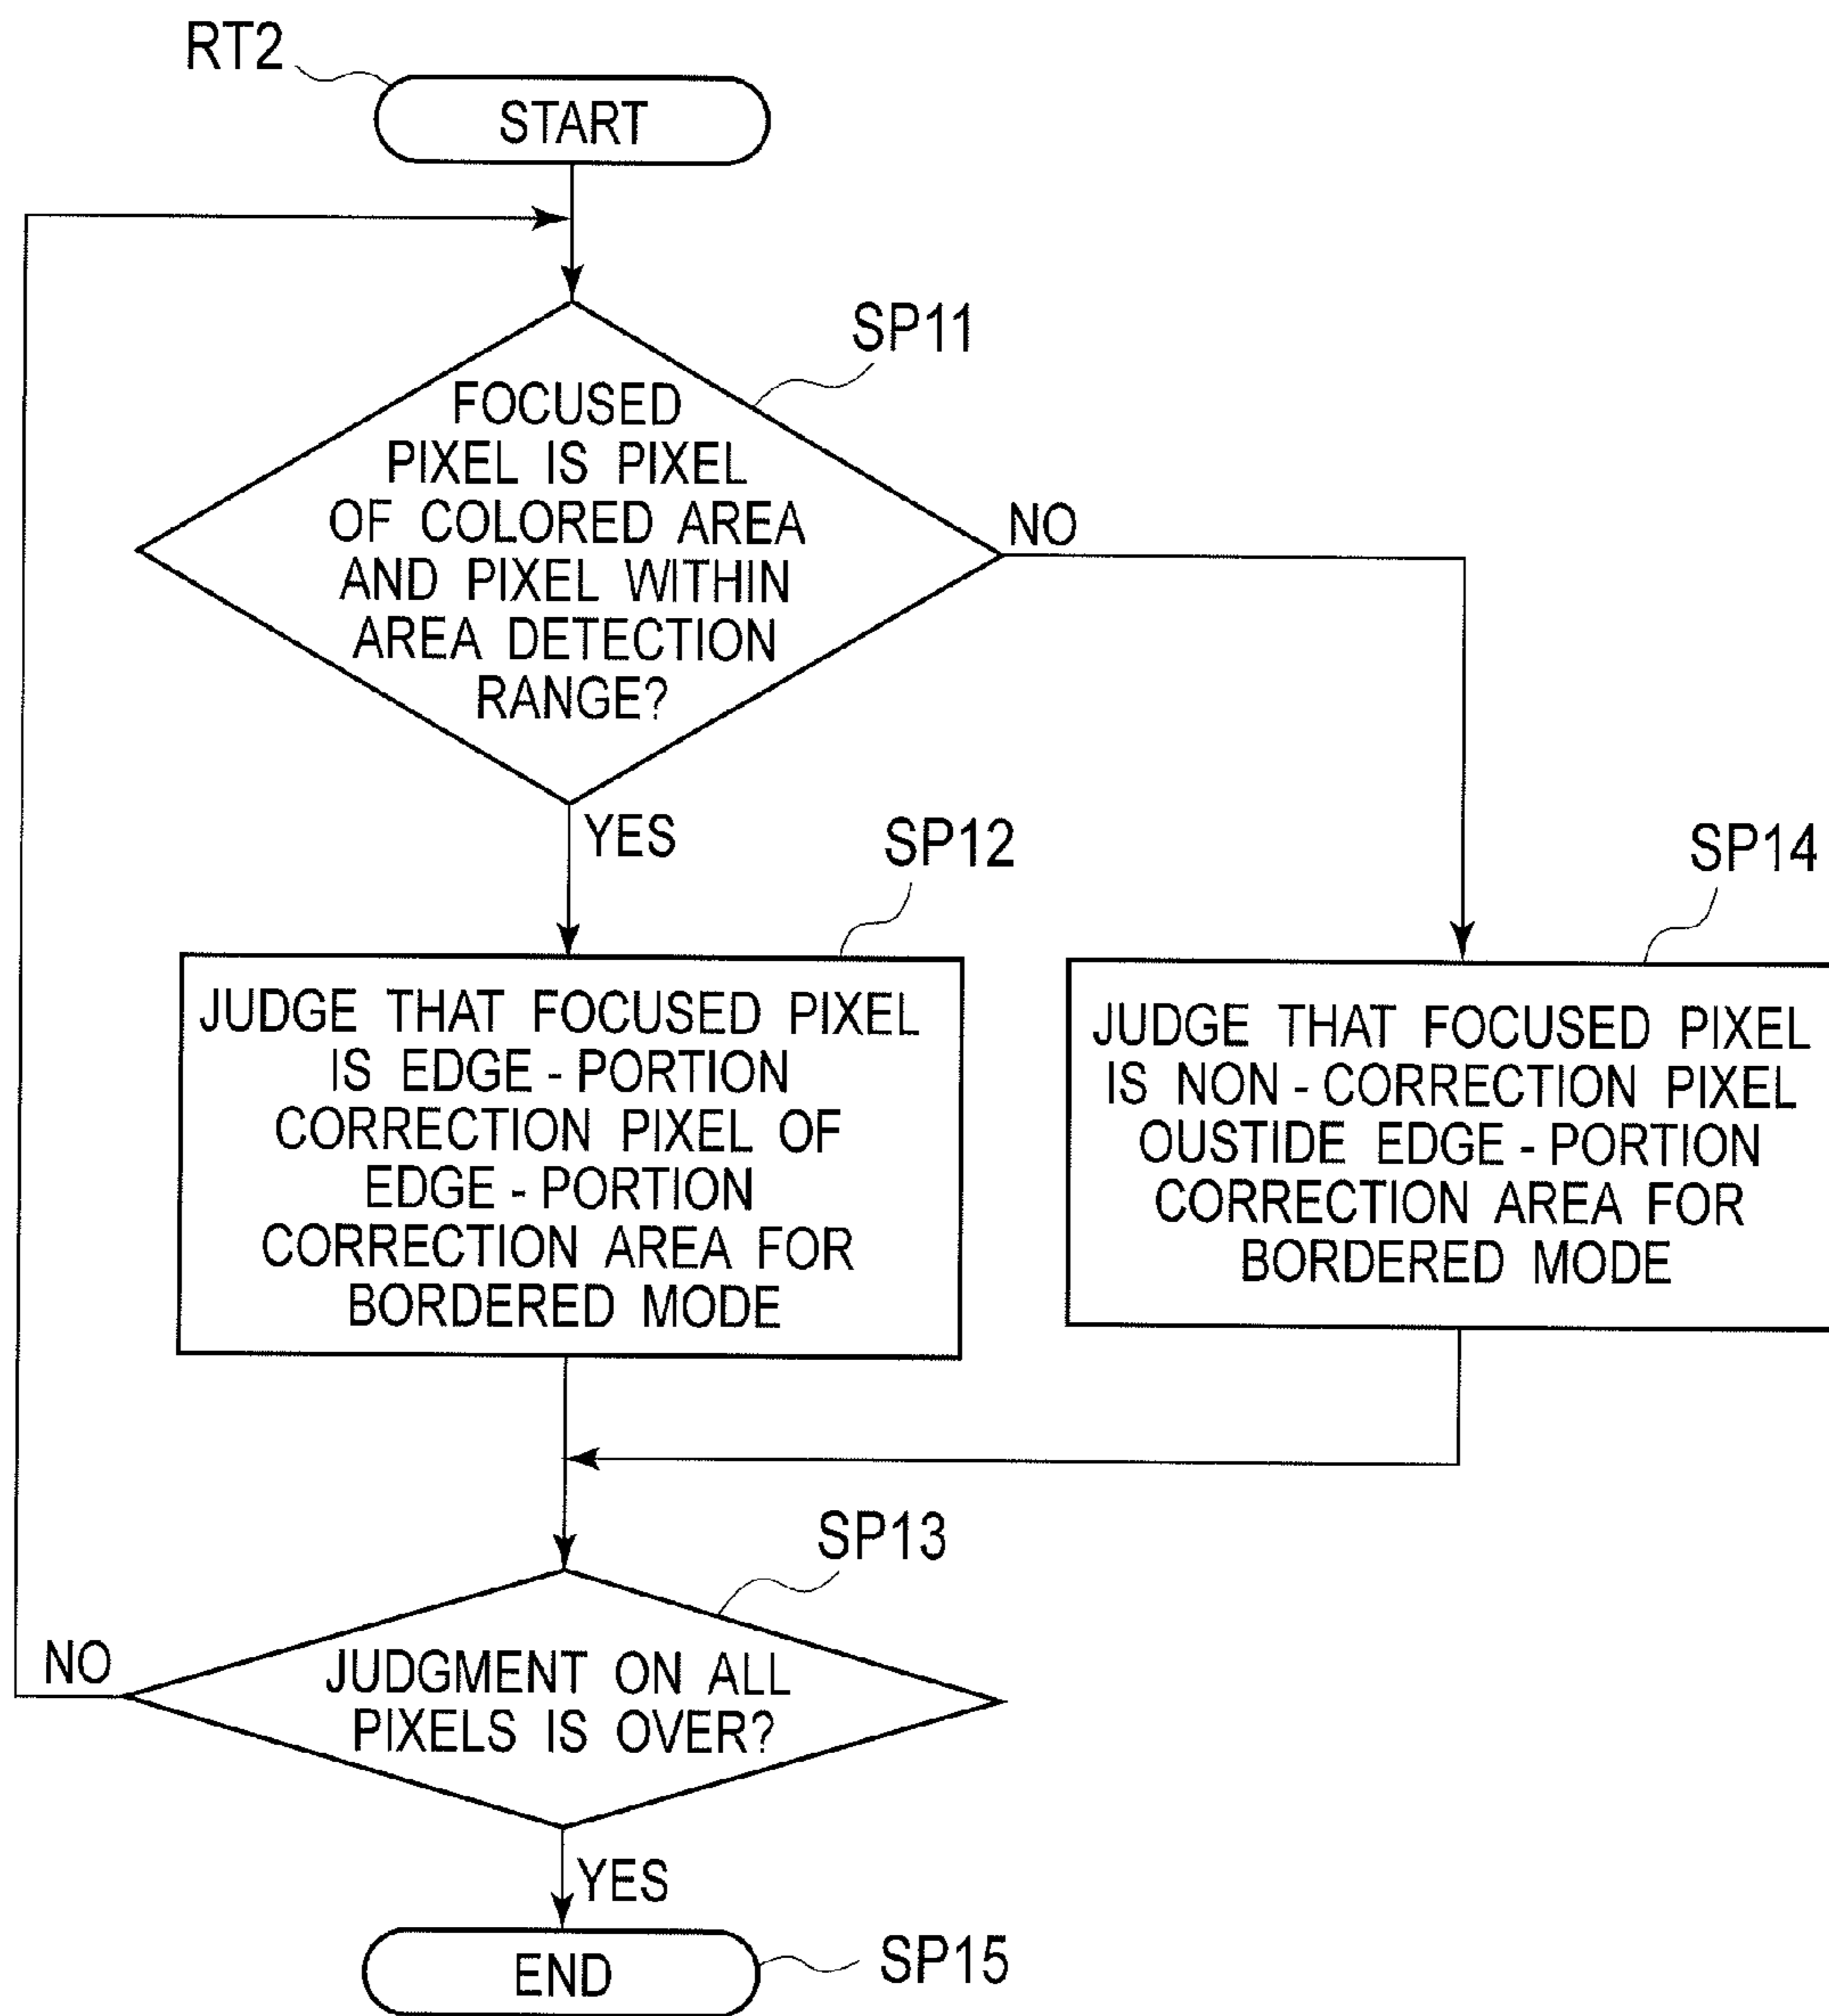 RT2
START
SP11
FOCUSED
PIXEL IS PIXEL
OF COLORED AREA
AND PIXEL WITHIN
AREA DETECTION
RANGE?
NO
YES
SP12
JUDGE THAT FOCUSED PIXEL
IS EDGE - PORTION
CORRECTION PIXEL OF
EDGE - PORTION
CORRECTION AREA FOR
BORDERED MODE
SP14
JUDGE THAT FOCUSED PIXEL
IS NON - CORRECTION PIXEL
OUSTIDE EDGE - PORTION
CORRECTION AREA FOR
BORDERED MODE
SP13
NO
JUDGMENT ON ALL
PIXELS IS OVER?
YES
END
SP15